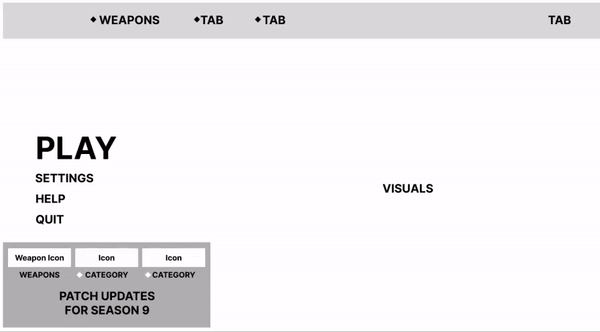 WEAPONS TAB TAB TAB
PLAY
SETTINGS
HELP
QUIT
VISUALS
Weapon Icon Icon Icon
WEAPONS CATEGORY CATEGORY
PATCH UPDATES
FOR SEASON 9